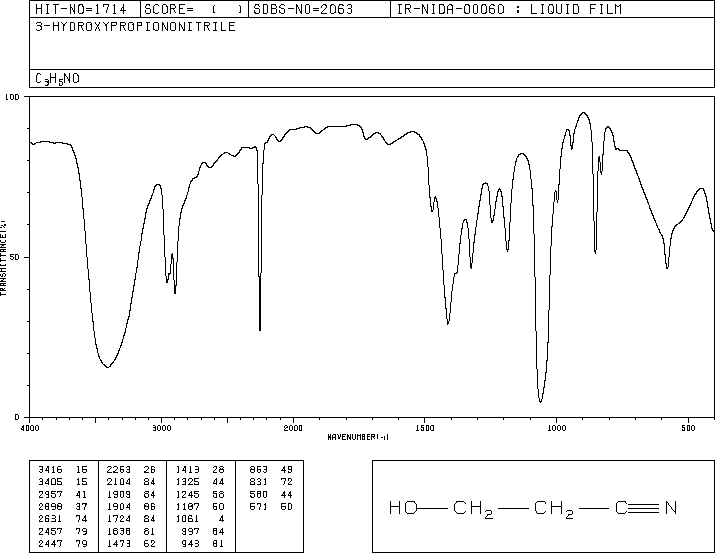 HIT-NO=1714 SCORE= ( ) SDBS-NO=2063 IR-NIDA-00060 : LIQUID FILM
3-HYDROXYPROPIONONITRILE
C3H5NO
100
50
0
TRANSMITTANCE(%)
4000 3000 2000 1500 1000 500
WAVENUMBER(-1)
3416 16 2253 26 1413 28 853 49
3405 15 2104 84 1325 44 831 72
2957 41 1909 84 1245 58 580 44
2898 37 1904 86 1187 50 571 50
2631 74 1724 84 1061 4
2457 79 1638 81 997 84
2447 79 1473 62 943 81
HO—CH2—CH2—C≡N